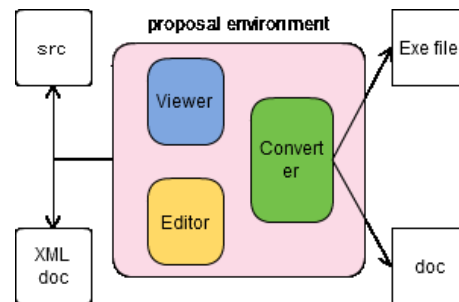 proposal environment
src
Exe file
Viewer
Convert
er
Editor
XML
doc
doc